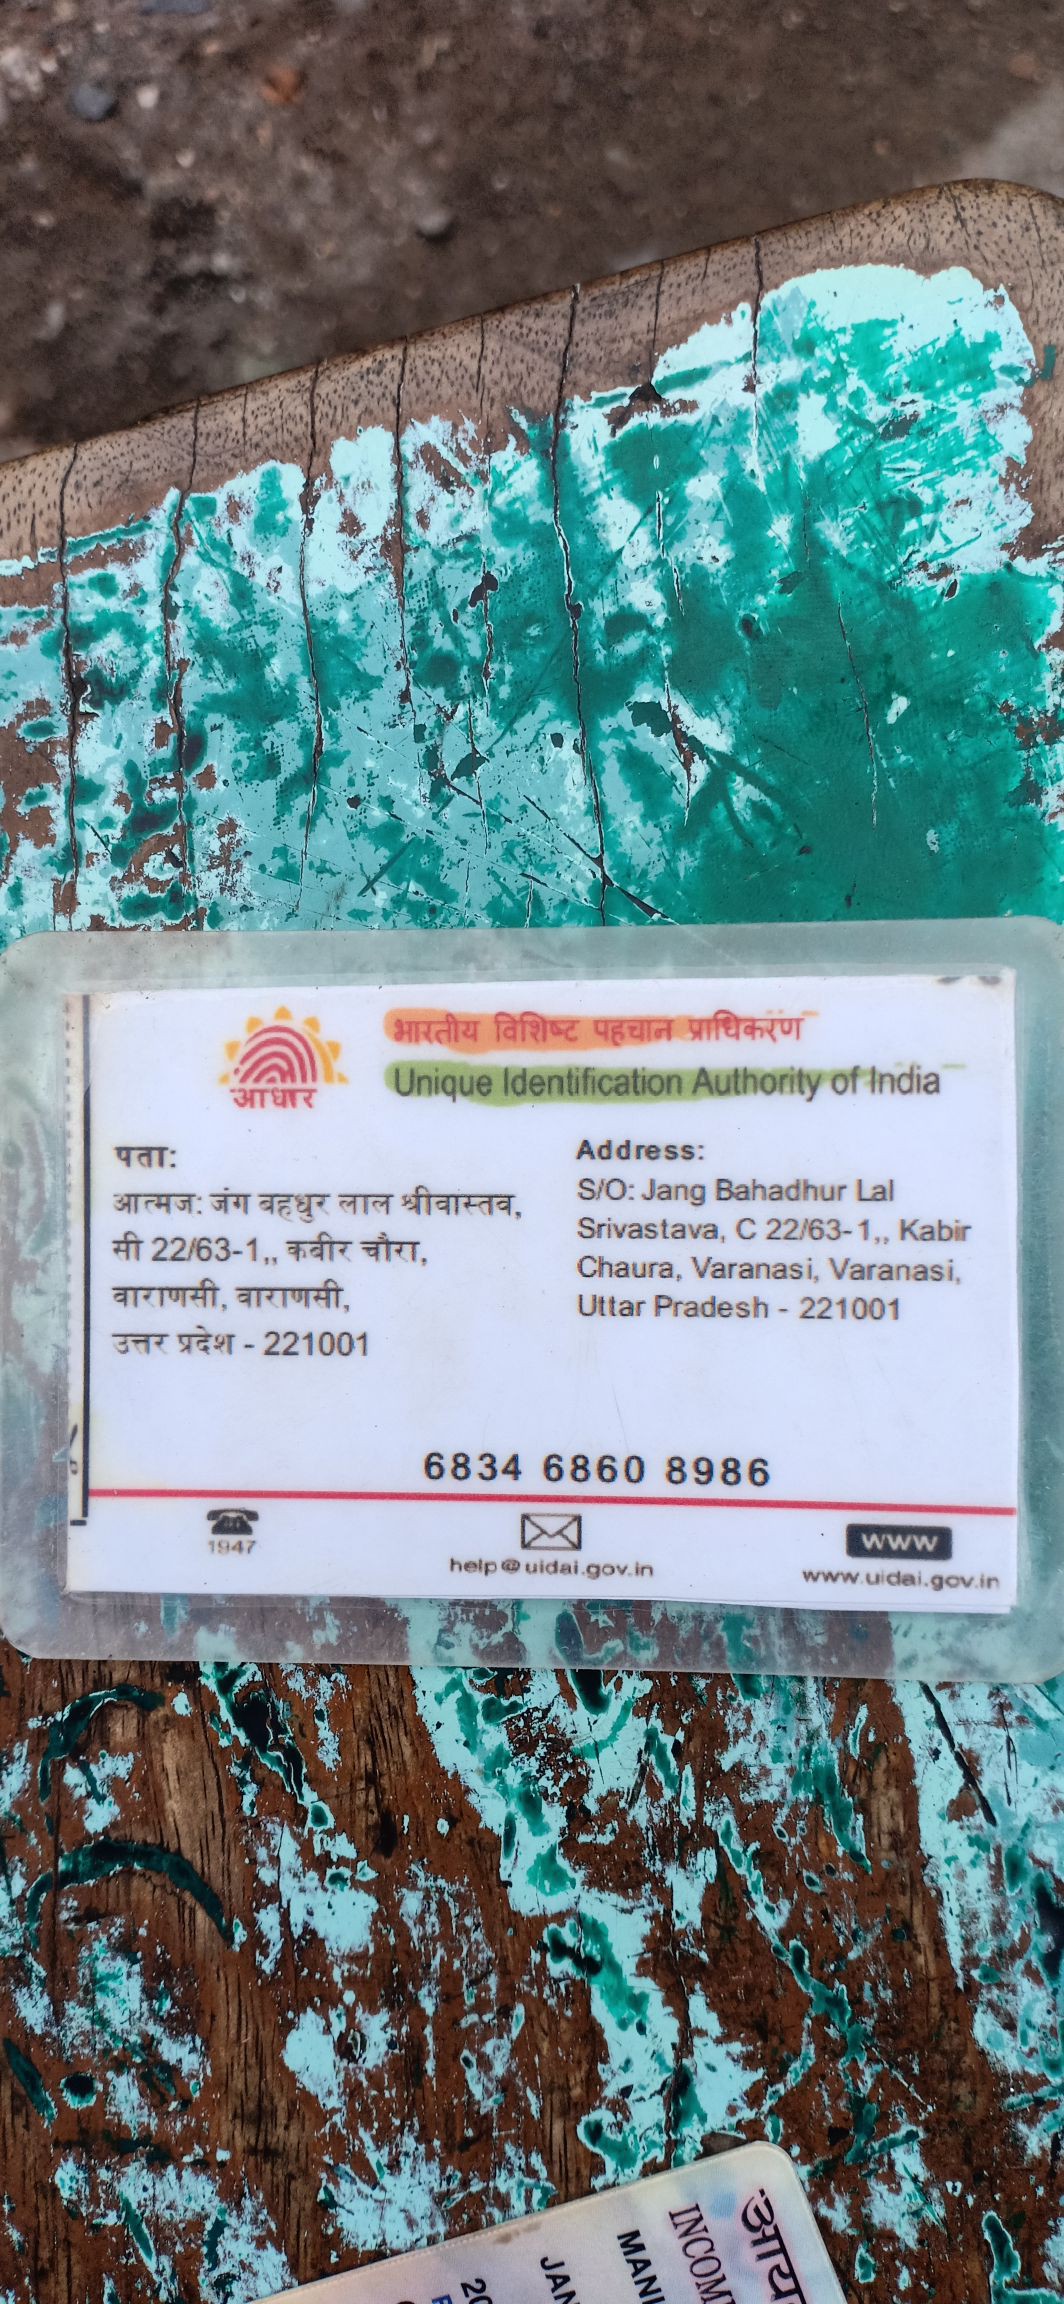 आधार
भारतीय विशिष्ट पहचान प्राधिकरण
Unique Identification Authority of India
पता:
आत्मज: जंग बहधुर लाल श्रीवास्तव,
सी 22/63-1,, कबीर चौरा,
वाराणसी, वाराणसी,
उत्तर प्रदेश - 221001
Address:
S/O: Jang Bahadhur Lal
Srivastava, C 22/63-1,, Kabir
Chaura, Varanasi, Varanasi,
Uttar Pradesh - 221001
6834 6860 8986
1947
help@uidai.gov.in
www
www.uidai.gov.in